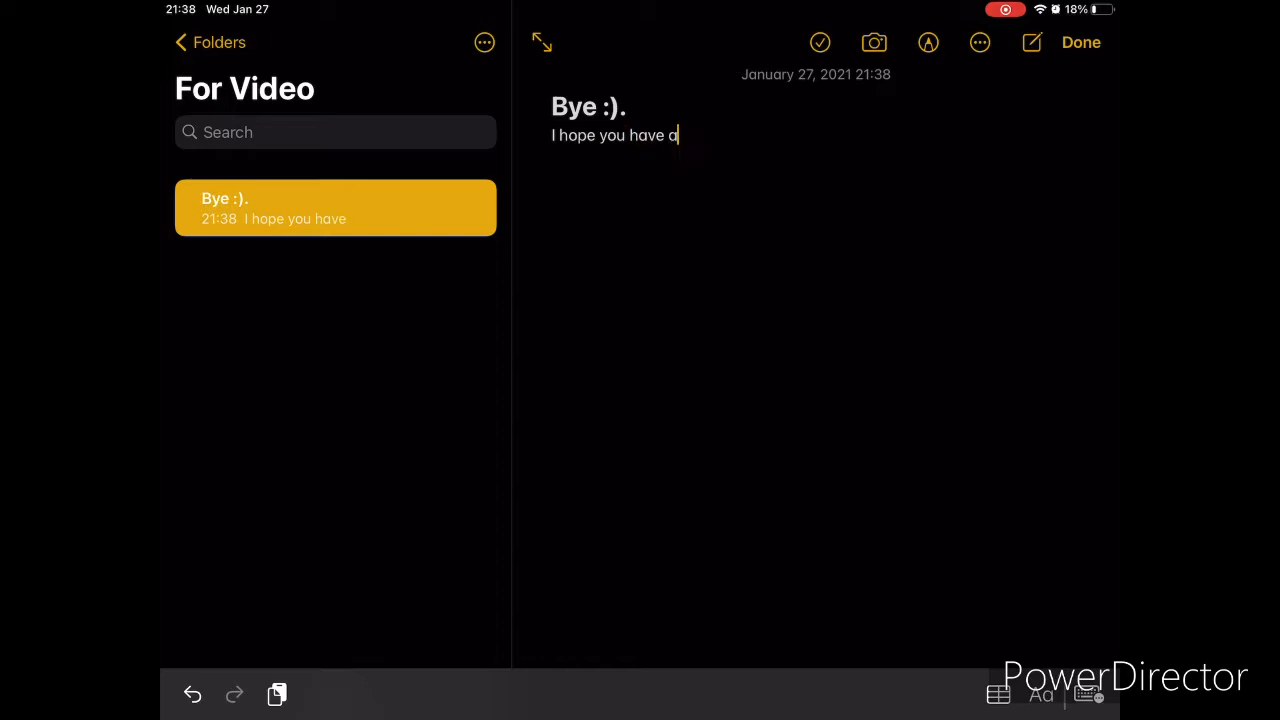 21:38 Wed Jan 27
18%
Folders
Done
For Video
January 27, 2021 21:38
Search
Bye :).
I hope you have a
Bye :).
21:38 I hope you have
Aa
PowerDirector